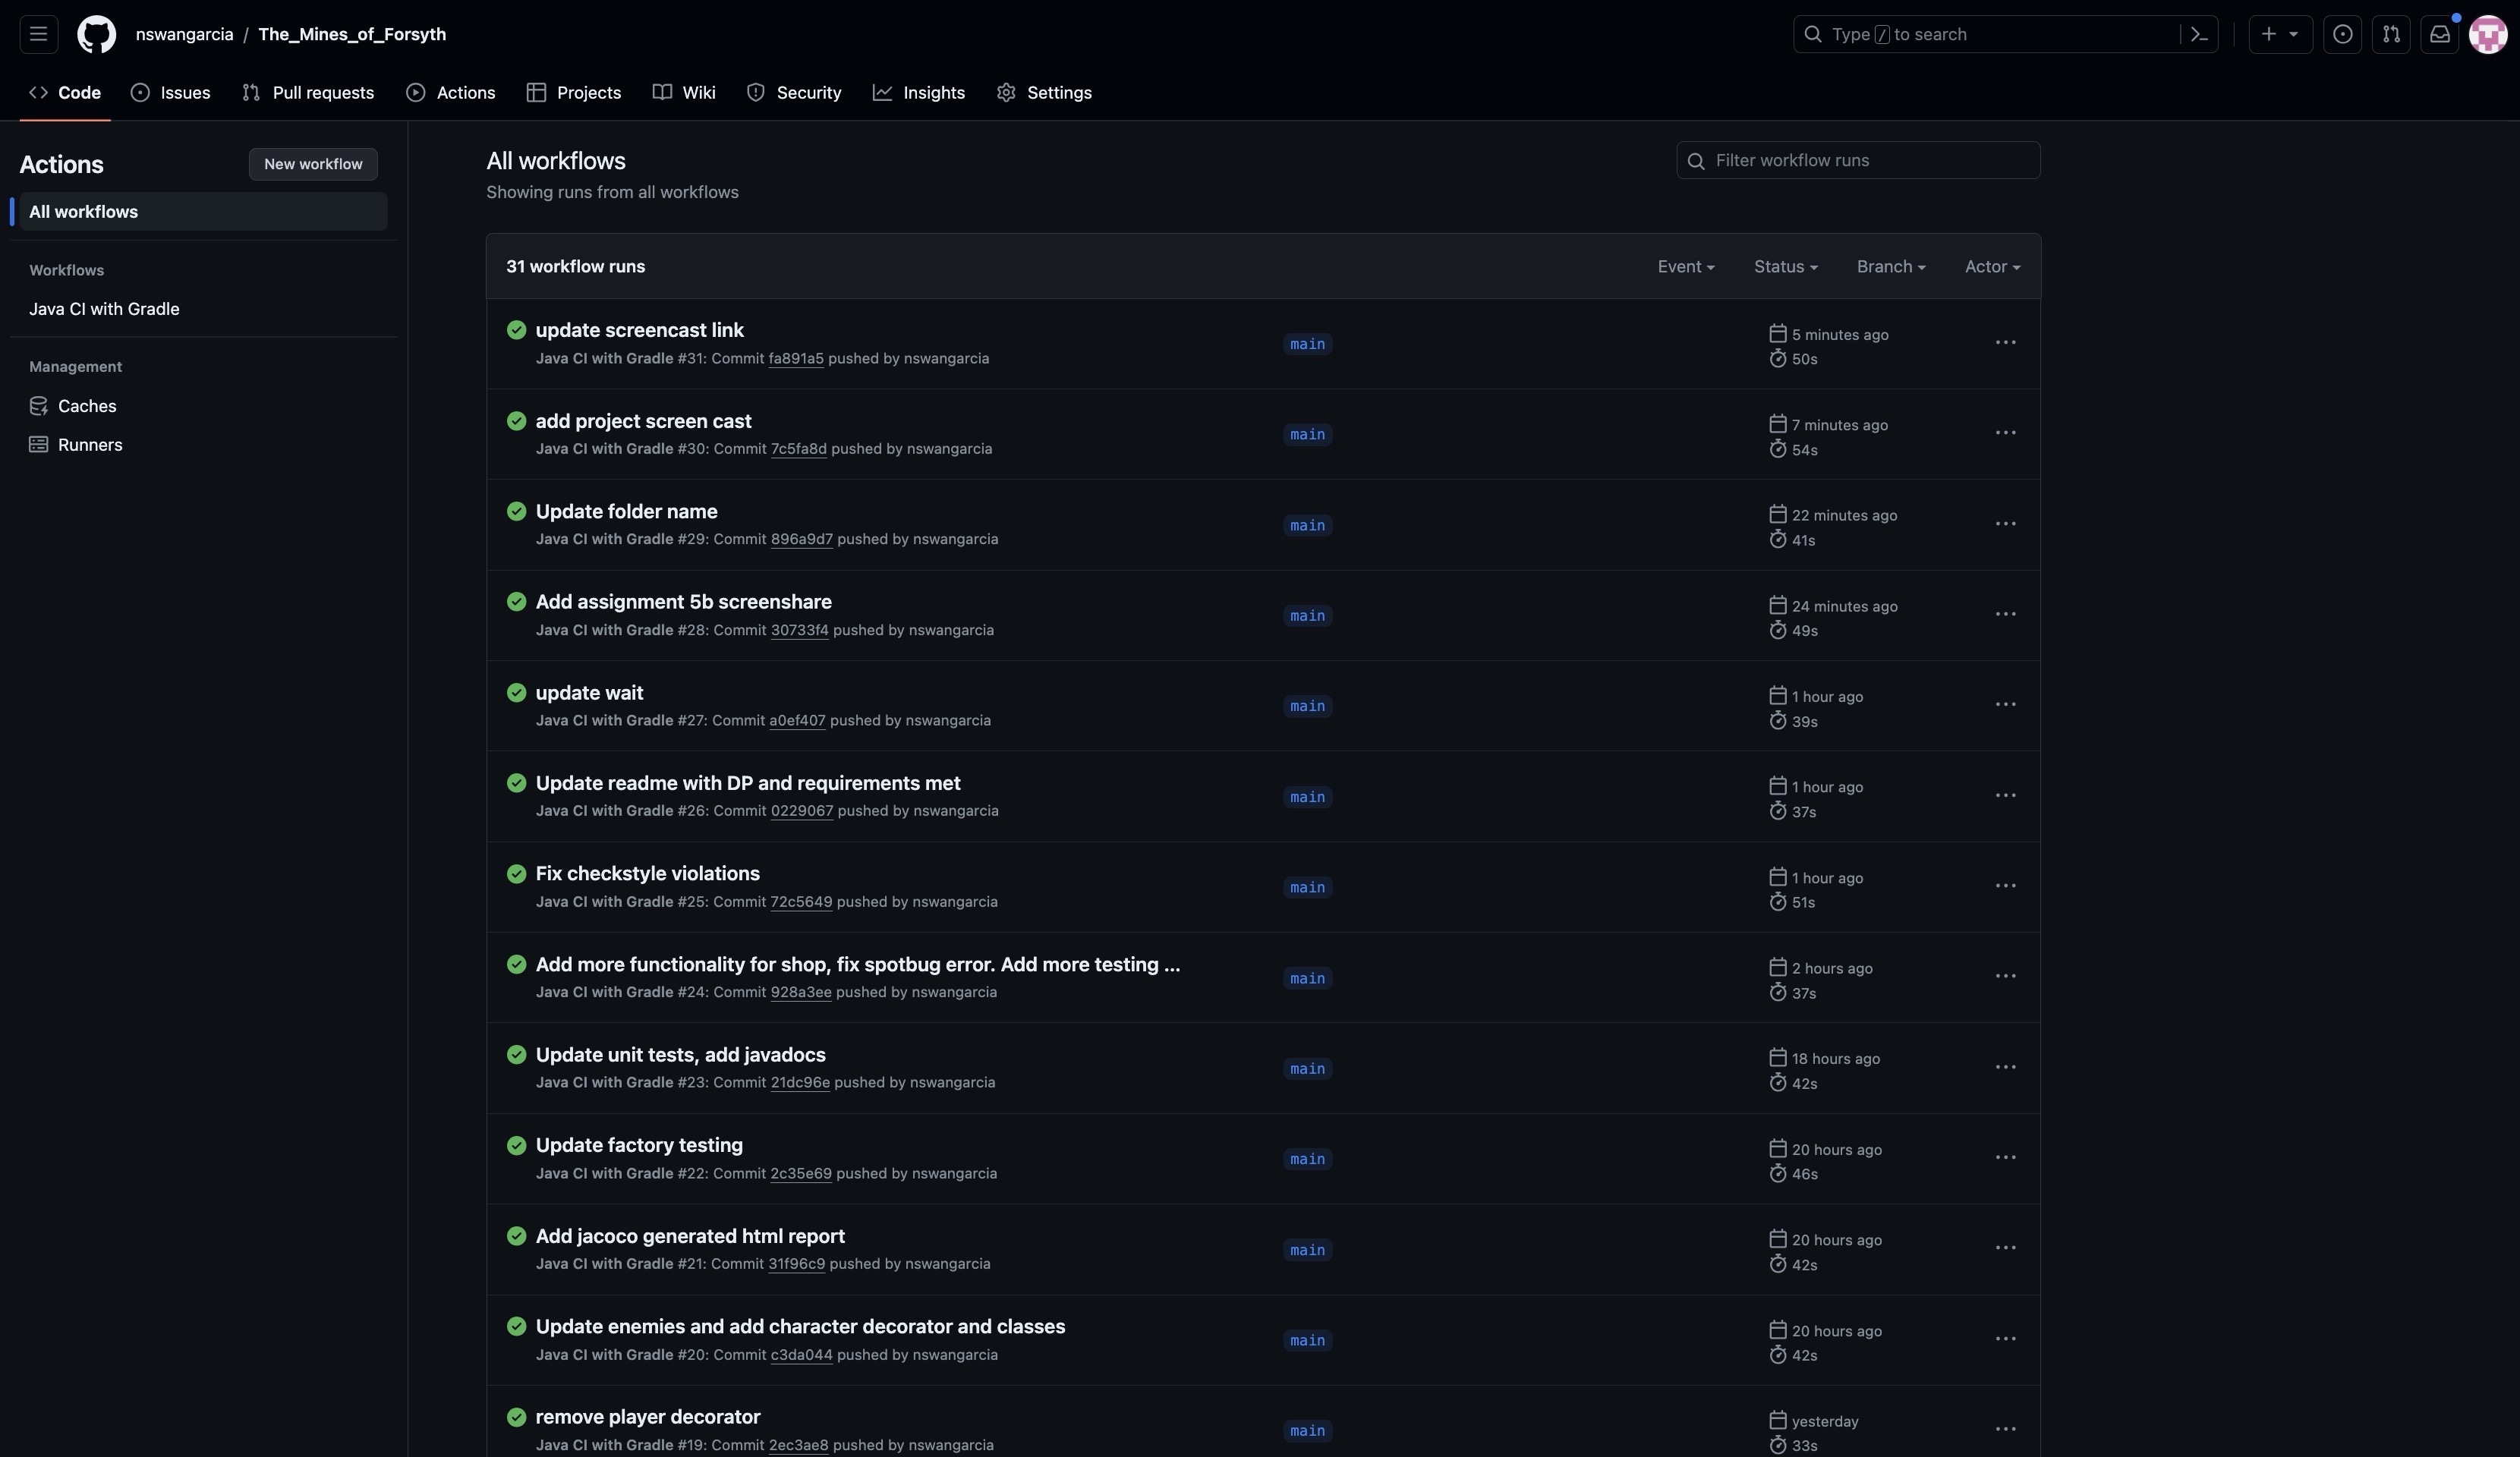 nswangarcia / The_Mines_of_Forsyth
Type / to search
Code
Issues
Pull requests
Actions
Projects
Wiki
Security
Insights
Settings
Actions
New workflow
All workflows
Workflows
Java CI with Gradle
Management
Caches
Runners
All workflows
Showing runs from all workflows
Filter workflow runs
31 workflow runs
Event
Status
Branch
Actor
update screencast link
Java CI with Gradle #31: Commit fa891a5 pushed by nswangarcia
main
5 minutes ago
50s
add project screen cast
Java CI with Gradle #30: Commit 7c5fa8d pushed by nswangarcia
main
7 minutes ago
54s
Update folder name
Java CI with Gradle #29: Commit 896a9d7 pushed by nswangarcia
main
22 minutes ago
41s
Add assignment 5b screenshare
Java CI with Gradle #28: Commit 30733f4 pushed by nswangarcia
main
24 minutes ago
49s
update wait
Java CI with Gradle #27: Commit a0ef407 pushed by nswangarcia
main
1 hour ago
39s
Update readme with DP and requirements met
Java CI with Gradle #26: Commit 0229067 pushed by nswangarcia
main
1 hour ago
37s
Fix checkstyle violations
Java CI with Gradle #25: Commit 72c5649 pushed by nswangarcia
main
1 hour ago
51s
Add more functionality for shop, fix spotbug error. Add more testing ...
Java CI with Gradle #24: Commit 928a3ee pushed by nswangarcia
main
2 hours ago
37s
Update unit tests, add javadocs
Java CI with Gradle #23: Commit 21dc96e pushed by nswangarcia
main
18 hours ago
42s
Update factory testing
Java CI with Gradle #22: Commit 2c35e69 pushed by nswangarcia
main
20 hours ago
46s
Add jacoco generated html report
Java CI with Gradle #21: Commit 31f96c9 pushed by nswangarcia
main
20 hours ago
42s
Update enemies and add character decorator and classes
Java CI with Gradle #20: Commit c3da044 pushed by nswangarcia
main
20 hours ago
42s
remove player decorator
Java CI with Gradle #19: Commit 2ec3ae8 pushed by nswangarcia
main
yesterday
33s